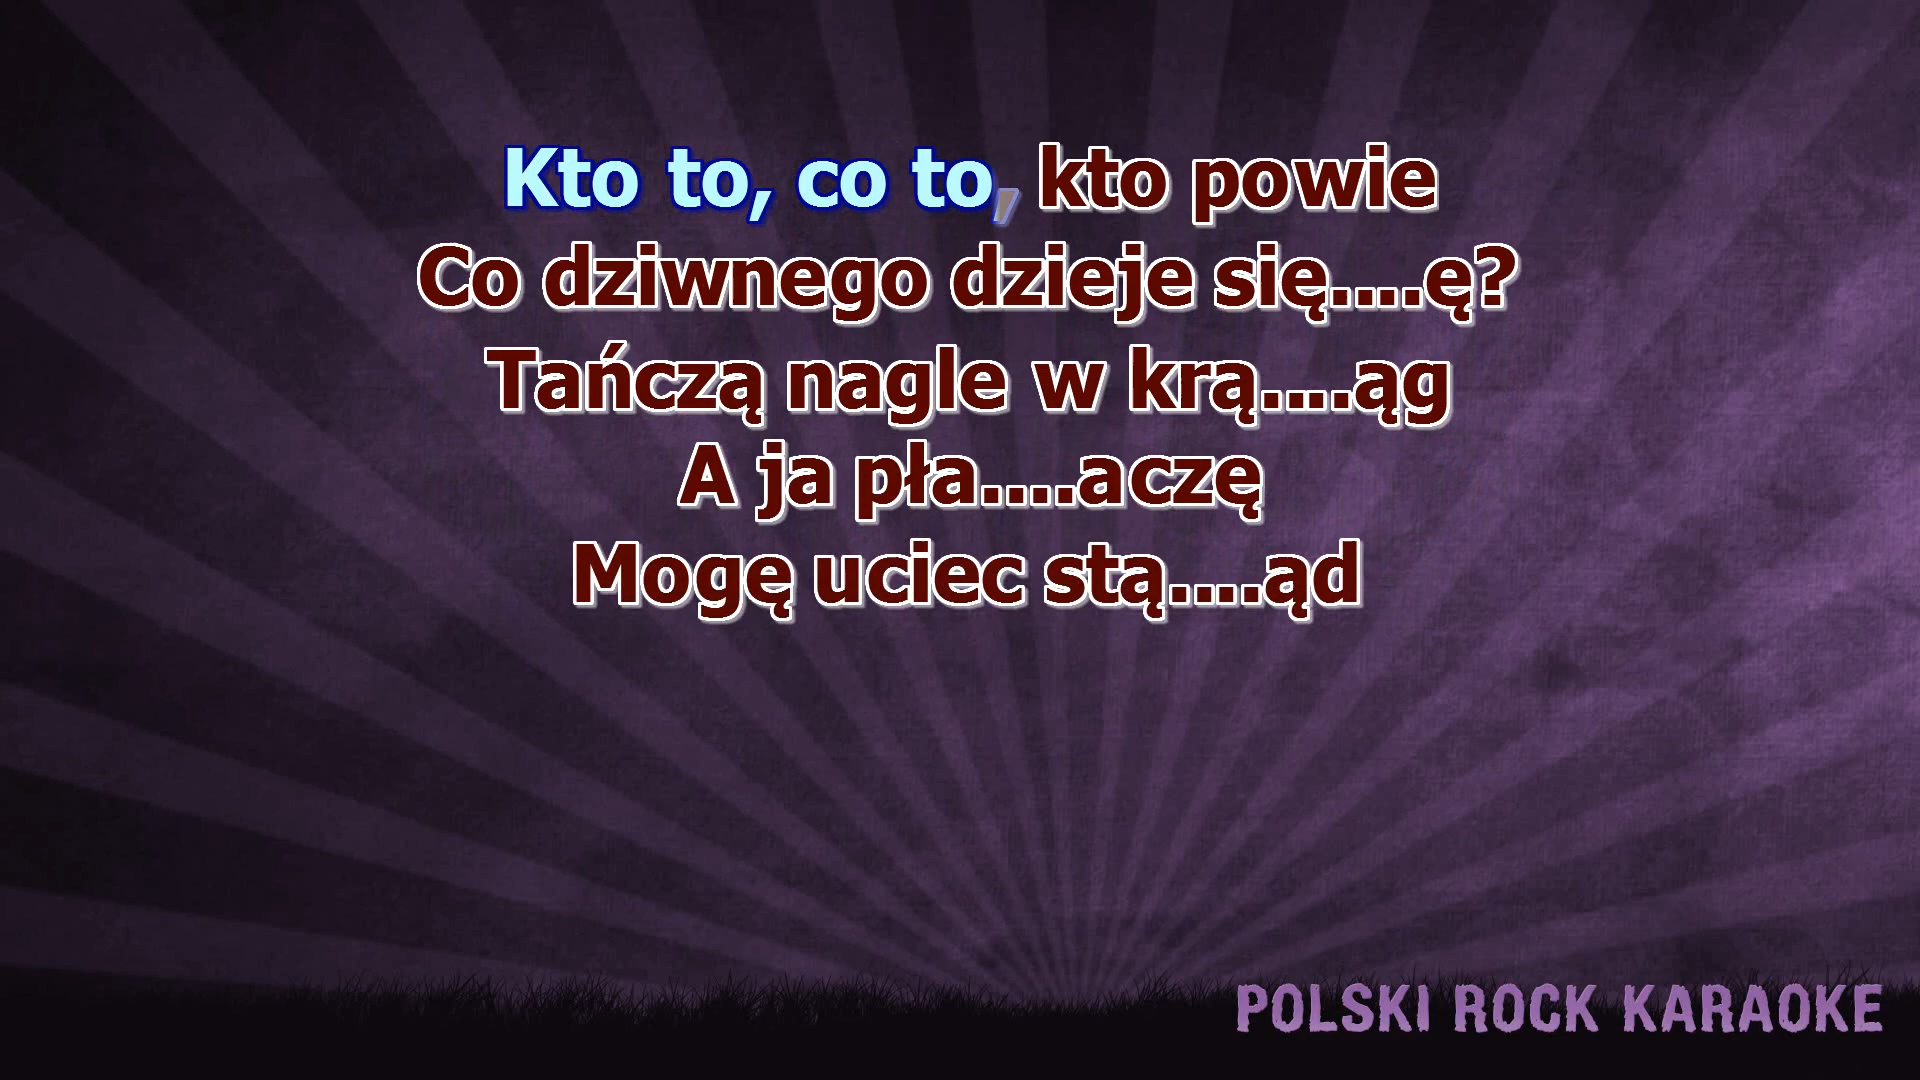 Kto to, co to, kto powie
Co dziwnego dzieje się....ę?
Tańczą nagle w krą....ąg
A ja pła....aczę
Mogę uciec stą....ąd
POLSKI ROCK KARAOKE